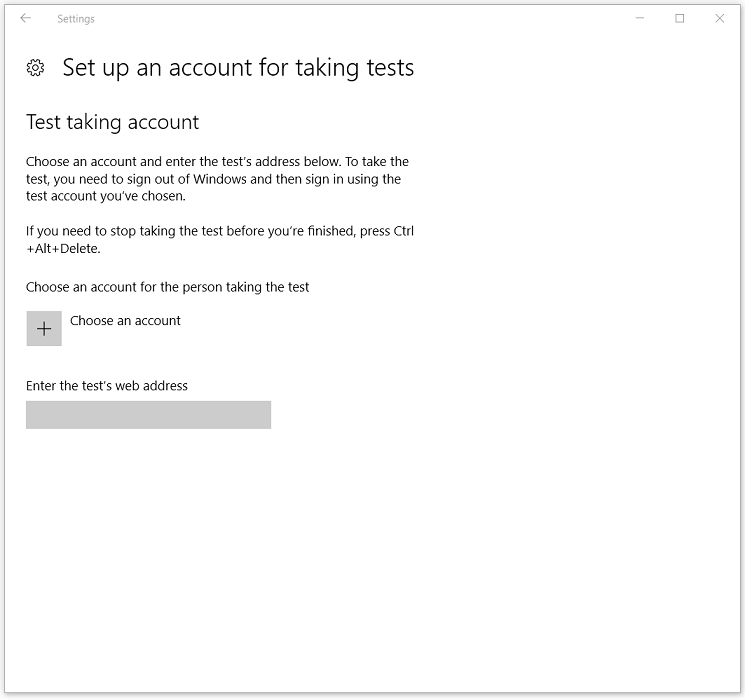 Settings
Set up an account for taking tests
Test taking account
Choose an account and enter the test's address below. To take the
test, you need to sign out of Windows and then sign in using the
test account you've chosen.
If you need to stop taking the test before you're finished, press Ctrl
+Alt+Delete.
Choose an account for the person taking the test
Choose an account
Enter the test's web address